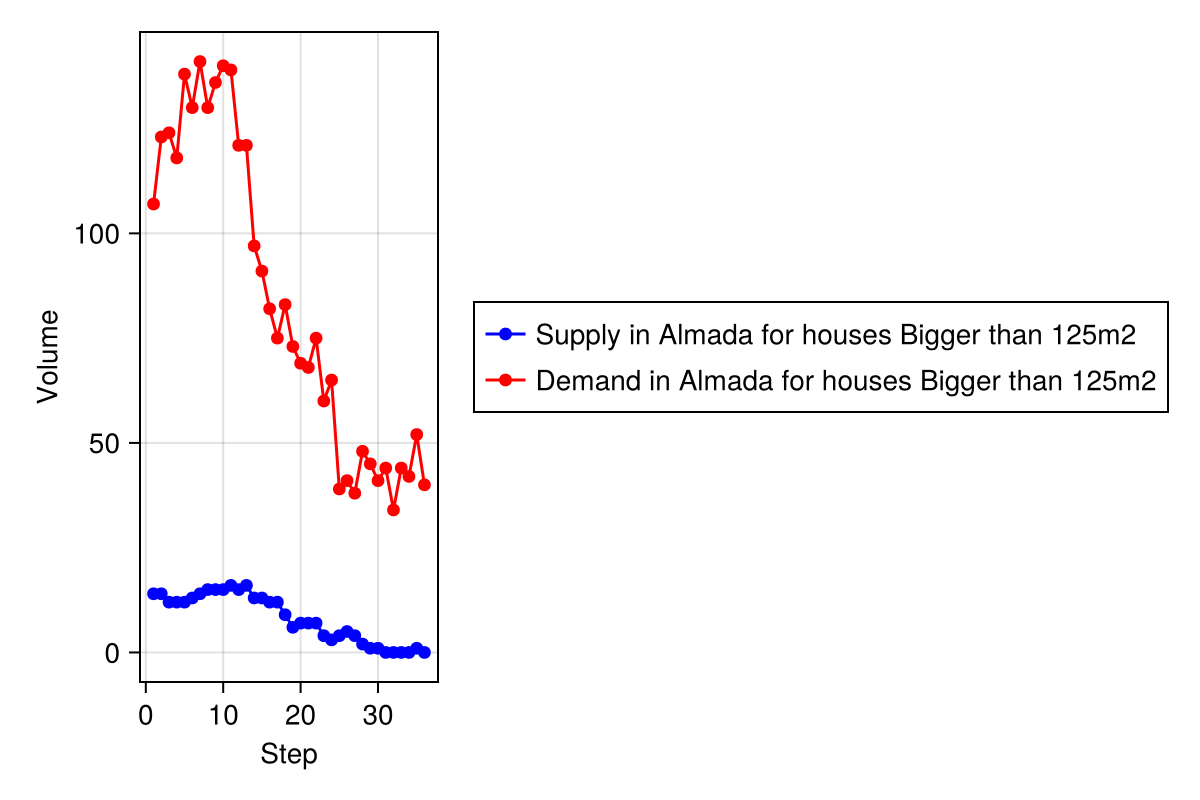 Volume
100
50
0
0 10 20 30
Step
Supply in Almada for houses Bigger than 125m2
Demand in Almada for houses Bigger than 125m2